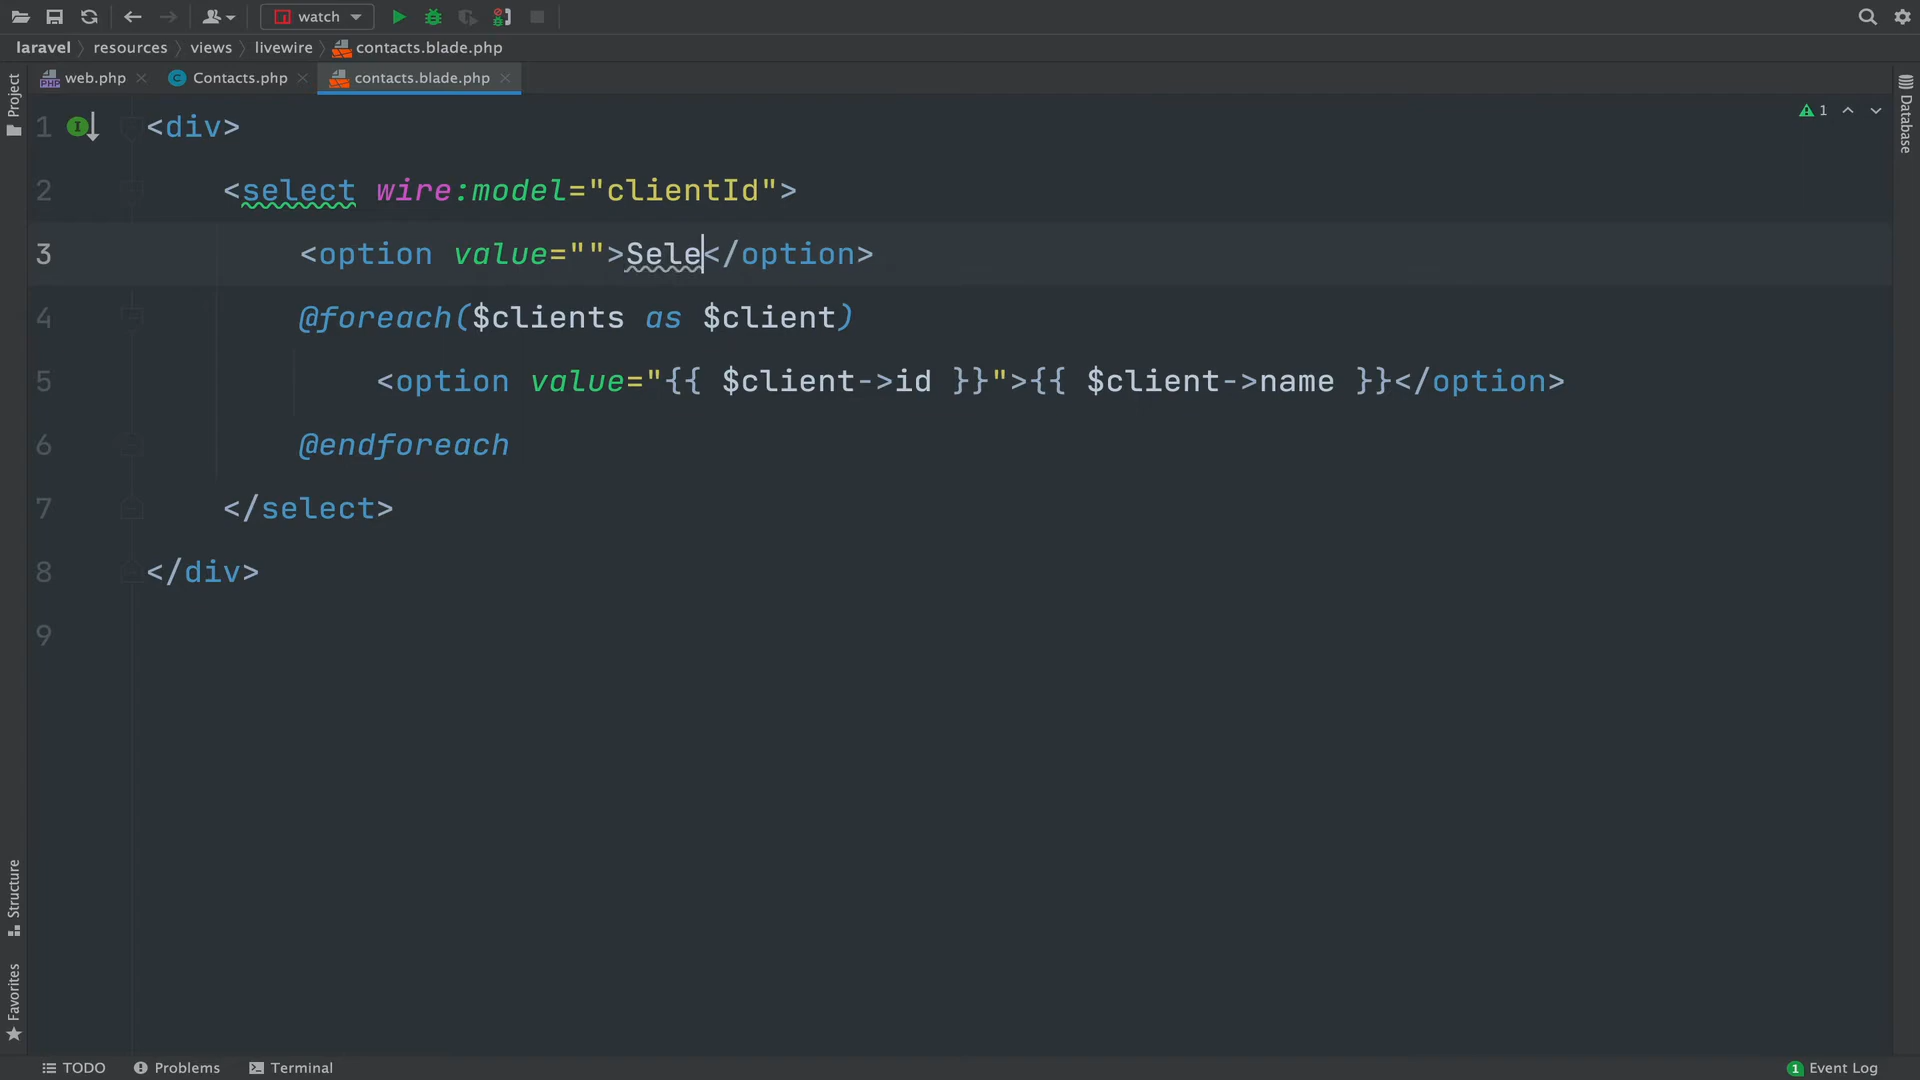 watch
laravel resources views livewire contacts.blade.php
web.php Contacts.php contacts.blade.php
Project
Database
1
1 <div>
2 <select wire:model="clientId">
3 <option value="">Sele</option>
4 @foreach($clients as $client)
5 <option value="{{ $client->id }}">{{ $client->name }}</option>
6 @endforeach
7 </select>
8 </div>
9
Structure
Favorites
TODO Problems Terminal 1 Event Log